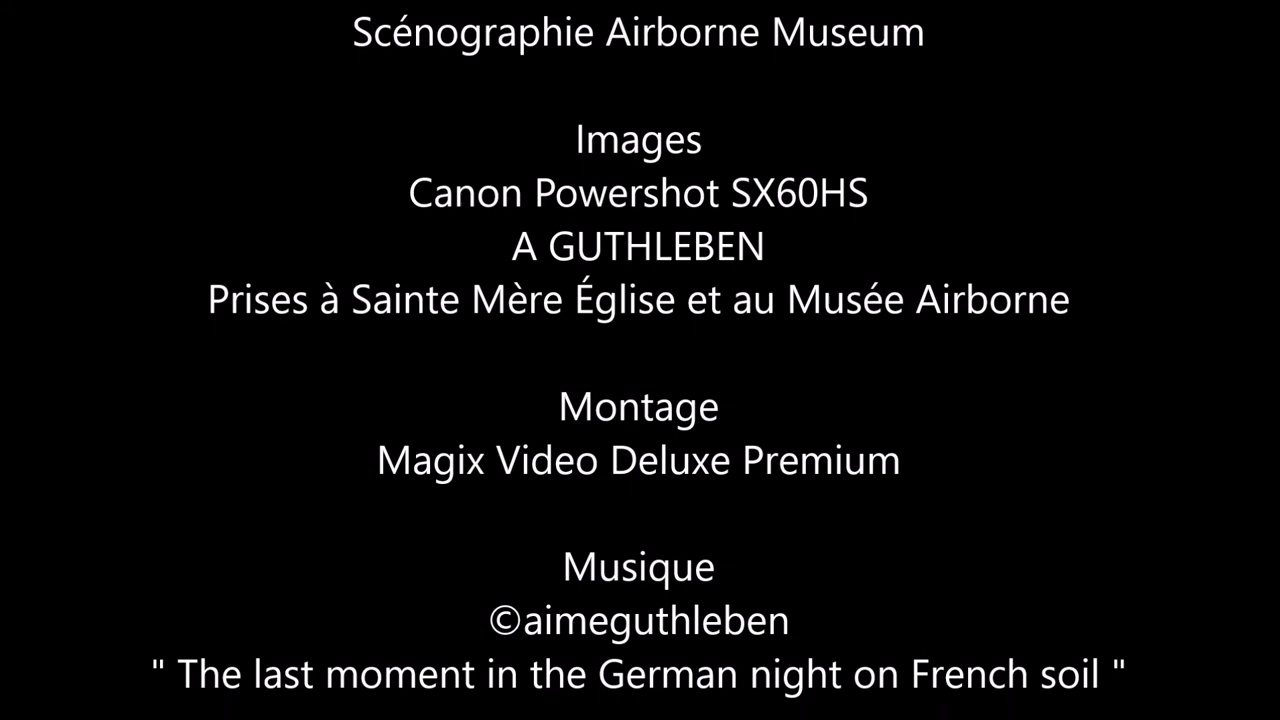 Scénographie Airborne Museum
Images
Canon Powershot SX60HS
A GUTHLEBEN
Prises à Sainte Mère Église et au Musée Airborne
Montage
Magix Video Deluxe Premium
Musique
©aimeguthleben
" The last moment in the German night on French soil "